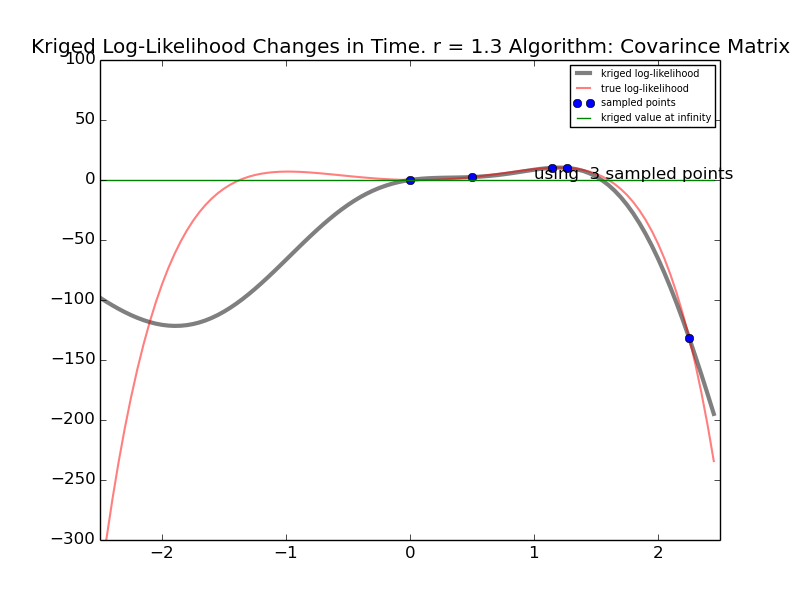 Kriged Log-Likelihood Changes in Time. r = 1.3 Algorithm: Covarince Matrix
100
50
0
−50
−100
−150
−200
−250
−300
−2
−1
0
1
2
kriged log-likelihood
true log-likelihood
sampled points
kriged value at infinity
using  3 sampled points